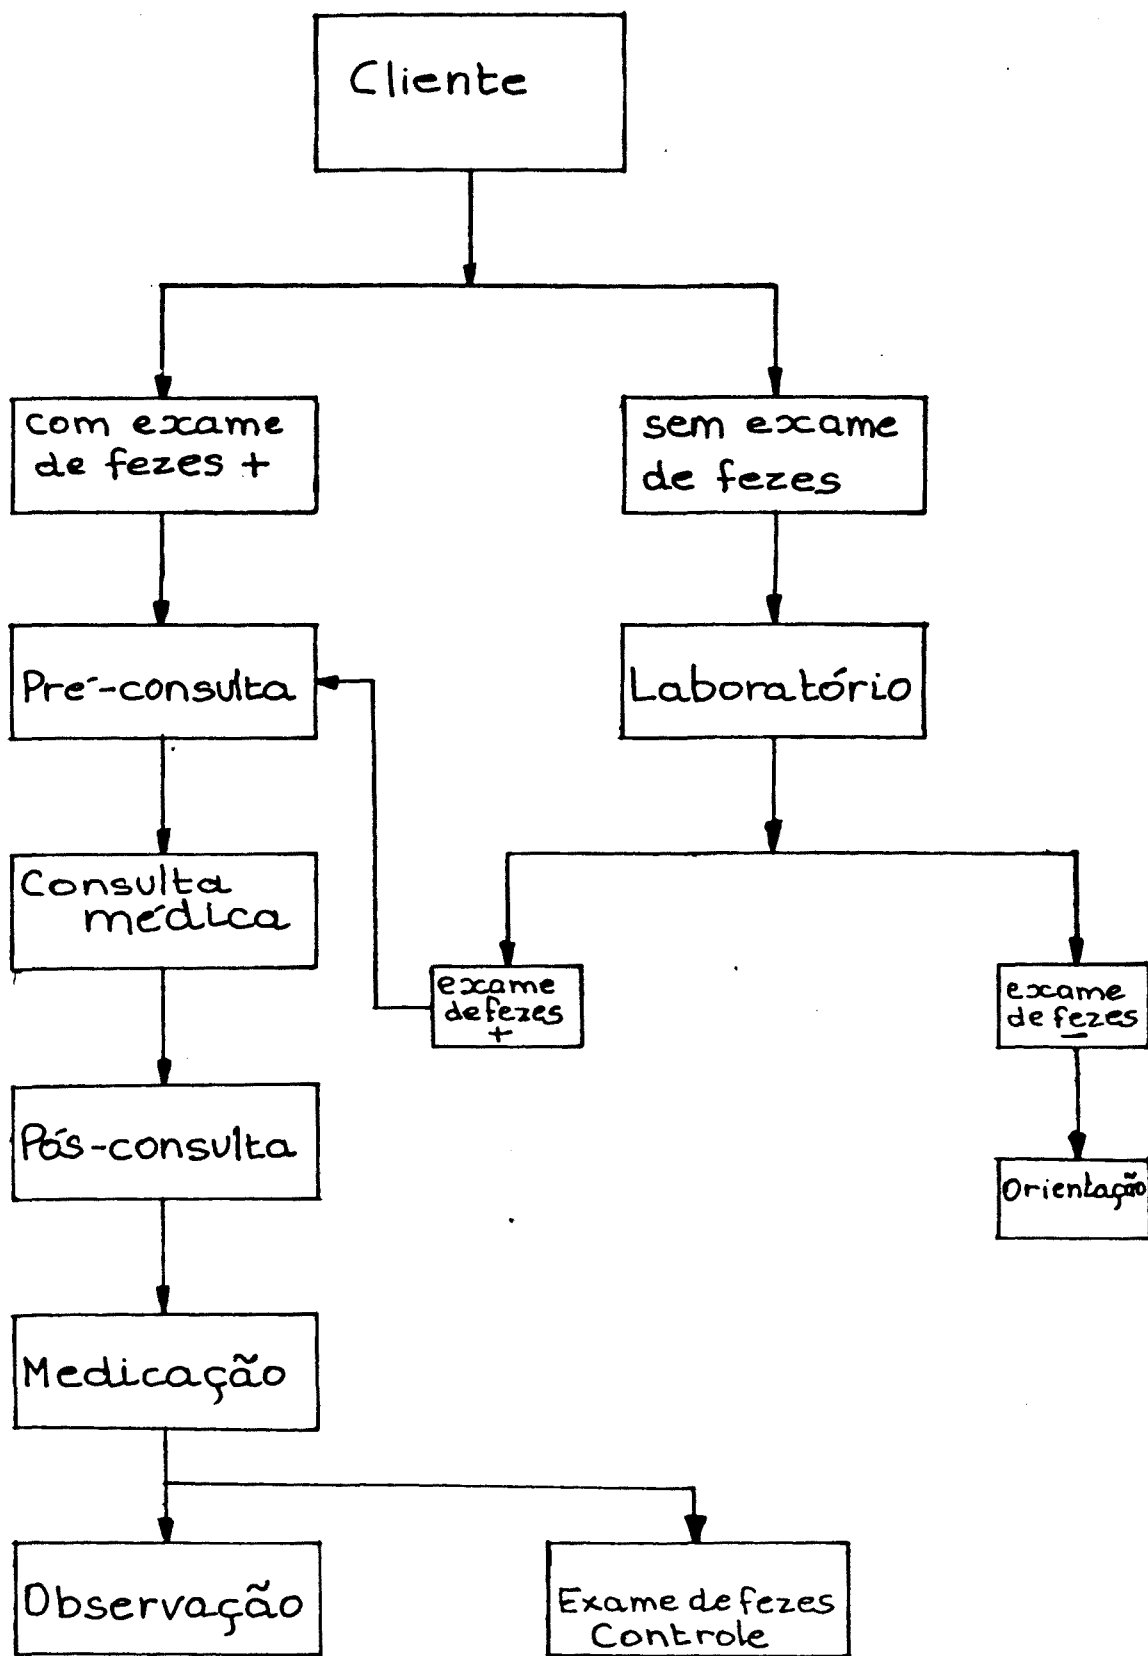 Cliente
com exame
de fezes +
sem exame
de fezes
Pré-consulta
Laboratório
Consulta
médica
exame
de fezes
+
exame
de fezes
-
Pós-consulta
Orientação
Medicação
Observação
Exame de fezes
Controle